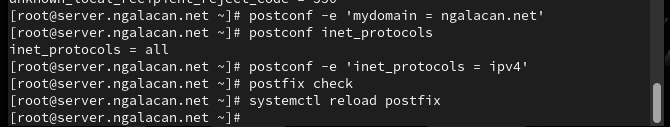 unknown_local_recipient_reject_code = 550
[root@server.ngalacan.net ~]# postconf -e 'mydomain = ngalacan.net'
[root@server.ngalacan.net ~]# postconf inet_protocols
inet_protocols = all
[root@server.ngalacan.net ~]# postconf -e 'inet_protocols = ipv4'
[root@server.ngalacan.net ~]# postfix check
[root@server.ngalacan.net ~]# systemctl reload postfix
[root@server.ngalacan.net ~]#